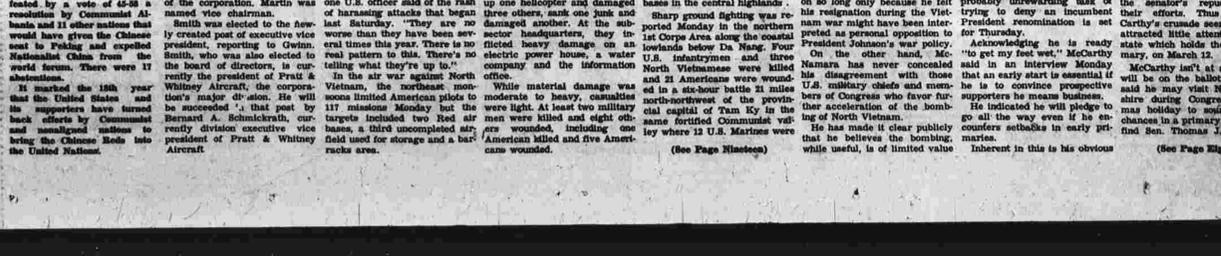 feated by a vote of 45-58 a
resolution by Communist Al-
bania and 11 other nations that
would have given the Chinese
seat to Peking and expelled
Nationalist China from the
world forum. There were 17
abstentions.
It marked the 18th year
that the United States and
its supporters have turned
back efforts by Communist
and nonaligned nations to
bring the Chinese Reds into
the United Nations.
of the corporation. Martin was
named vice chairman.
Smith was elected to the new-
ly created post of executive vice
president, reporting to Gwinn.
Smith, who was also elected to
the board of directors, is cur-
rently the president of Pratt &
Whitney Aircraft, the corpora-
tion's major division. He will
be succeeded in that post by
Bernard A. Schmickrath, cur-
rently division executive vice
president of Pratt & Whitney
Aircraft
one U.S. officer said of the rash
of harassing attacks that began
last Saturday. "They are no
worse than they have been sev-
eral times this year. There is no
real pattern to this. There's no
telling what they're up to."
In the air war against North
Vietnam, the northeast mon-
soons limited American pilots to
117 missions Monday but the
targets included two Red air
bases, a third uncompleted air-
field used for storage and a bar-
racks area.
up one helicopter and damaged
three others, sank one junk and
damaged another. At the sub-
sector headquarters, they in-
flicted heavy damage on an
electric power house, a water
company and the information
office.
While material damage was
moderate to heavy, casualties
were light. At least two military
men were killed and eight oth-
ers wounded, including one
American killed and five Ameri-
cans wounded.
bases in the central highlands.
Sharp ground fighting was re-
ported Monday in the northern
1st Corps Area along the coastal
lowlands below Da Nang. Four
U.S. infantrymen and three
North Vietnamese were killed
and 21 Americans were wound-
ed in a six-hour battle 21 miles
north-northwest of the provin-
cial capital of Tam Ky in the
same fortified Communist val-
ley where 12 U.S. Marines were
(See Page Nineteen)
on so long only because he felt
his resignation during the Viet-
nam war might have been inter-
preted as personal opposition to
President Johnson's war policy.
On the other hand, Mc-
Namara has never concealed
his disagreement with those
U.S. military chiefs and mem-
bers of Congress who favor fur-
ther acceleration of the bomb-
ing of North Vietnam.
He has made it clear publicly
that he believes the bombing,
while useful, is of limited value
probably unrewarding task of
trying to deny an incumbent
President renomination is set
for Thursday.
Acknowledging he is ready
"to get my feet wet," McCarthy
said in an interview Monday
that an early start is essential if
he is to convince prospective
supporters he means business.
He indicated he will pledge to
go all the way even if he en-
counters setbacks in early pri-
maries.
Inherent in this is his obvious
the senator's repu
their efforts. Thus
Carthy's crusade see
attracted little atten
state which holds th
mary, on March 12.
McCarthy isn't at
will be on the ballot
said he may visit N
shire during Congre
mas holiday to
chances in a primary
find Sen. Thomas J.
(See Page Eig